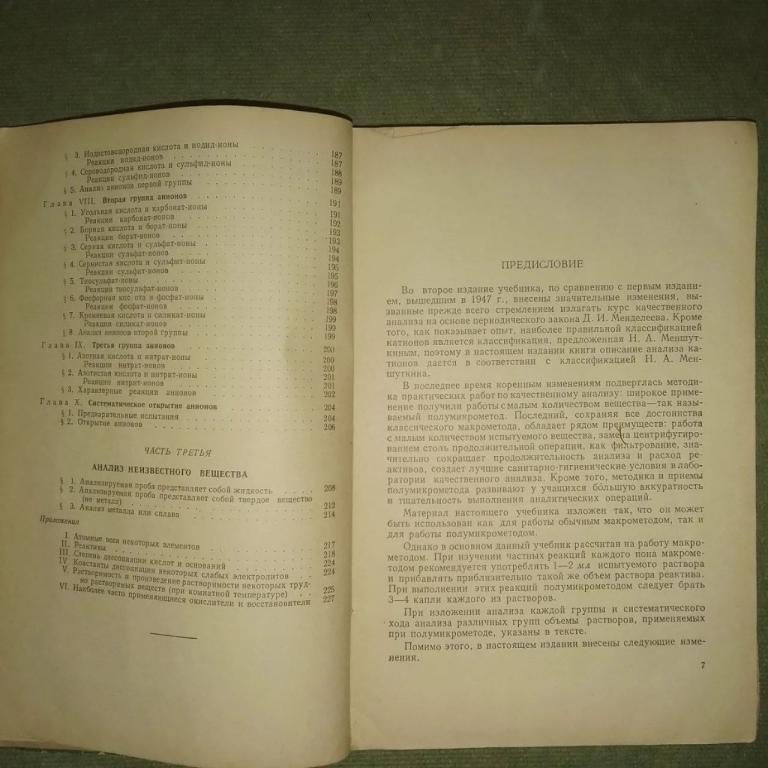 § 3. Иодистоводородная кислота и иодид-ионы
Реакции иодид-ионов 187
§ 4. Сероводородная кислота и сульфид-ионы 187
Реакции сульфид-ионов 188
§ 5. Анализ анионов первой группы 189
189
Глава VIII. Вторая группа анионов 191
§ 1. Угольная кислота и карбонат-ионы 191
Реакции карбонат-ионов 192
§ 2. Борная кислота и борат-ионы 193
Реакции борат-ионов 193
§ 3. Серная кислота и сульфат-ионы 194
Реакции сульфат-ионов 194
§ 4. Сернистая кислота и сульфит-ионы 195
Реакции сульфит-ионов 195
§ 5. Тиосульфат-ионы 196
Реакции тиосульфат-ионов 197
§ 6. Фосфорная кислота и фосфат-ионы 198
Реакции фосфат-ионов 198
§ 7. Кремневая кислота и силикат-ионы 199
Реакции силикат-ионов 199
§ 8 Анализ анионов второй группы 199
Глава IX. Третья группа анионов 200
§ 1. Азотная кислота и нитрат-ионы 200
Реакции нитрат-ионов 200
§ 2. Азотистая кислота и нитрит-ионы 201
Реакции нитрит-ионов 201
§ 3. Характерные реакции анионов 202
Глава X. Систематическое открытие анионов 204
§ 1. Предварительные испытания 204
§ 2. Открытие анионов 206
ЧАСТЬ ТРЕТЬЯ
АНАЛИЗ НЕИЗВЕСТНОГО ВЕЩЕСТВА
§ 1. Анализируемая проба представляет собой жидкость 208
§ 2. Анализируемая проба представляет собой твердое вещество
(не металл) 212
§ 3. Анализ металла или сплава 214
Приложения
I Атомные веса некоторых элементов 217
II. Реактивы 218
III. Степень диссоциации кислот и оснований 224
IV Константы диссоциации некоторых слабых электролитов 224
V. Растворимость и произведение растворимости некоторых труд-
но растворимых веществ (при комнатной температуре) 225
VI. Наиболее часто применяющиеся окислители и восстановители 227
ПРЕДИСЛОВИЕ
Во второе издание учебника, по сравнению с первым издани-
ем, вышедшим в 1947 г., внесены значительные изменения, вы-
званные прежде всего стремлением излагать курс качественного
анализа на основе периодического закона Д. И. Менделеева. Кроме
того, как показывает опыт, наиболее правильной классификацией
катионов является классификация, предложенная Н. А. Меншут-
киным, поэтому в настоящем издании книги описание анализа ка-
тионов дается в соответствии с классификацией Н. А. Мен-
шуткина.
В последнее время коренным изменениям подверглась методи-
ка практических работ по качественному анализу: широкое приме-
нение получили работы с малым количеством вещества—так назы-
ваемый полумикрометод. Последний, сохраняя все достоинства
классического макрометода, обладает рядом преимуществ: работа
с малым количеством испытуемого вещества, замена центрифугиро-
ванием столь продолжительной операции, как фильтрование, зна-
чительно сокращает продолжительность анализа и расход ре-
активов, создает лучшие санитарно-гигиенические условия в лабо-
ратории качественного анализа. Кроме того, методика и приемы
полумикрометода развивают у учащихся бо́льшую аккуратность
и тщательность выполнения аналитических операций.
Материал настоящего учебника изложен так, что он может
быть использован как для работы обычным макрометодом, так и
для работы полумикрометодом.
Однако в основном данный учебник рассчитан на работу макро-
методом. При изучении частных реакций каждого иона макроме-
тодом рекомендуется употреблять 1—2 мл испытуемого раствора
и прибавлять приблизительно такой же объем раствора реактива.
При выполнении этих реакций полумикрометодом следует брать
3—4 капли каждого из растворов.
При изложении анализа каждой группы и систематического
хода анализа различных групп объемы растворов, применяемых
при полумикрометоде, указаны в тексте.
Помимо этого, в настоящем издании внесены следующие изме-
нения.
7